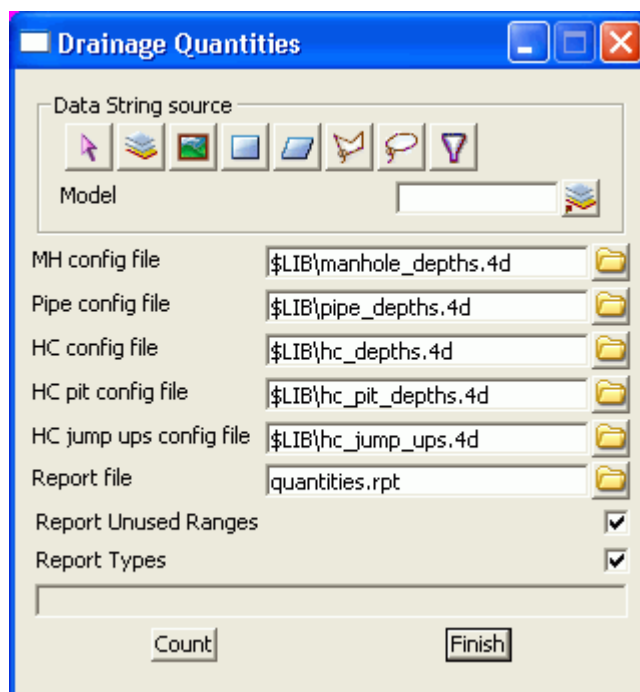 Drainage Quantities
Data String source
Model
MH config file $LIB\manhole_depths.4d
Pipe config file $LIB\pipe_depths.4d
HC config file $LIB\hc_depths.4d
HC pit config file $LIB\hc_pit_depths.4d
HC jump ups config file $LIB\hc_jump_ups.4d
Report file quantities.rpt
Report Unused Ranges
Report Types
Count Finish